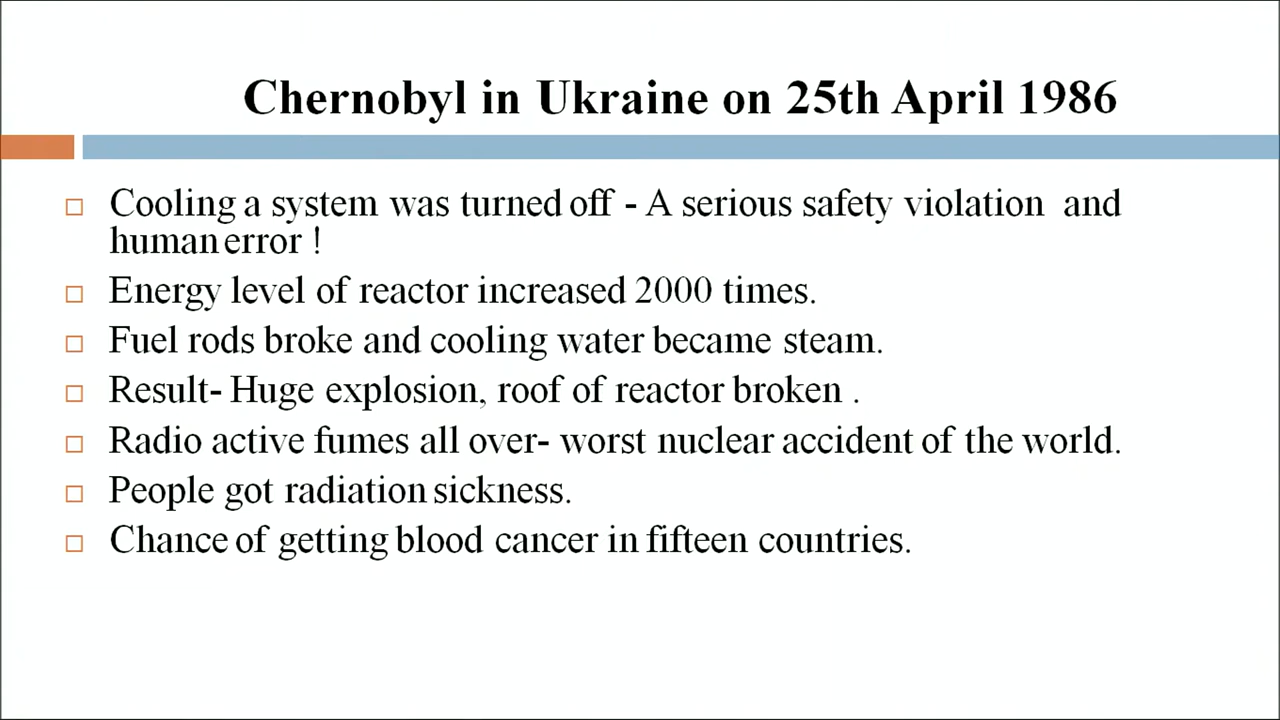 Chernobyl in Ukraine on 25th April 1986
Cooling a system was turned off - A serious safety violation and
human error !
Energy level of reactor increased 2000 times.
Fuel rods broke and cooling water became steam.
Result- Huge explosion, roof of reactor broken .
Radio active fumes all over- worst nuclear accident of the world.
People got radiation sickness.
Chance of getting blood cancer in fifteen countries.